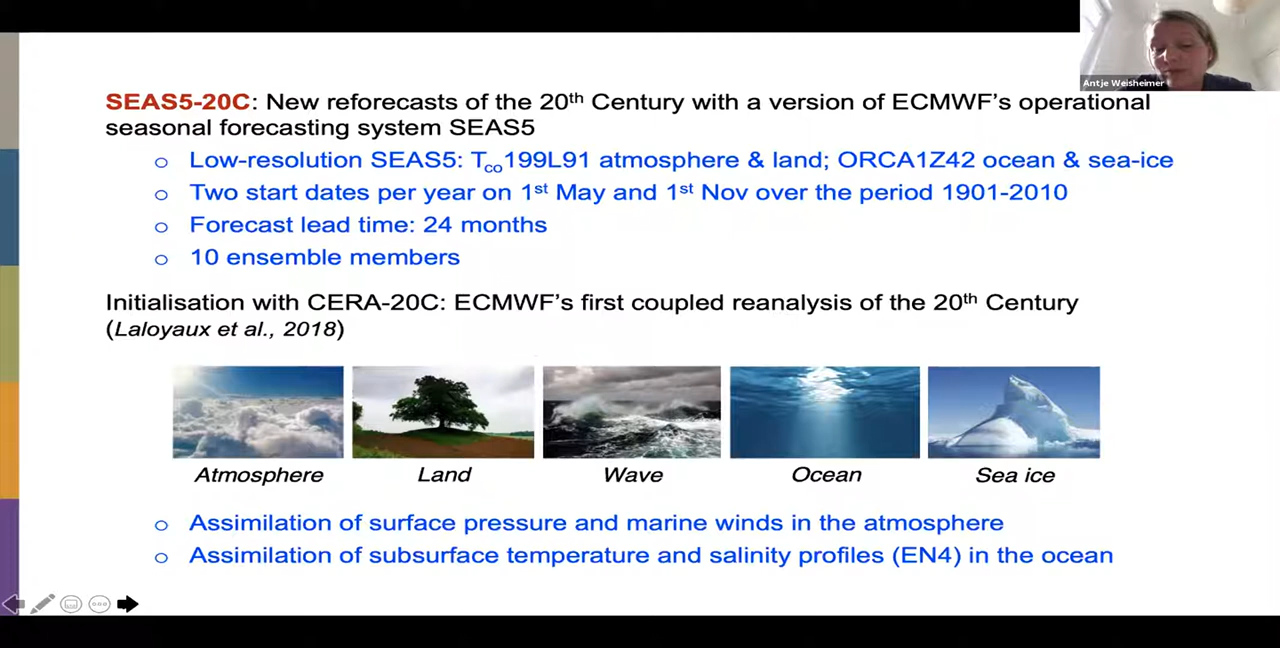 Antje Weisheimer
SEAS5-20C: New reforecasts of the 20th Century with a version of ECMWF's operational
seasonal forecasting system SEAS5
o Low-resolution SEAS5: Tco199L91 atmosphere & land; ORCA1Z42 ocean & sea-ice
o Two start dates per year on 1st May and 1st Nov over the period 1901-2010
o Forecast lead time: 24 months
o 10 ensemble members
Initialisation with CERA-20C: ECMWF's first coupled reanalysis of the 20th Century
(Laloyaux et al., 2018)
Atmosphere Land Wave Ocean Sea ice
o Assimilation of surface pressure and marine winds in the atmosphere
o Assimilation of subsurface temperature and salinity profiles (EN4) in the ocean